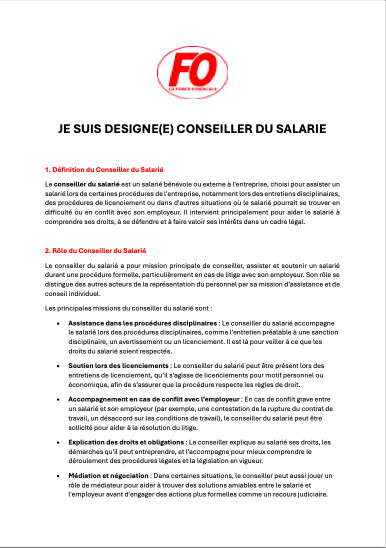 FO
LA FORCE SYNDICALE
JE SUIS DESIGNE(E) CONSEILLER DU SALARIE
1. Définition du Conseiller du Salarié
Le conseiller du salarié est un salarié bénévole ou externe à l'entreprise, choisi pour assister un
salarié lors de certaines procédures de l'entreprise, notamment lors des entretiens disciplinaires,
des procédures de licenciement ou dans d'autres situations où le salarié pourrait se trouver en
difficulté ou en conflit avec son employeur. Il intervient principalement pour aider le salarié à
comprendre ses droits, à se défendre et à faire valoir ses intérêts dans un cadre légal.
2. Rôle du Conseiller du Salarié
Le conseiller du salarié a pour mission principale de conseiller, assister et soutenir un salarié
durant une procédure formelle, particulièrement en cas de litige avec son employeur. Son rôle se
distingue des autres acteurs de la représentation du personnel par sa mission d'assistance et de
conseil individuel.
Les principales missions du conseiller du salarié sont :
• Assistance dans les procédures disciplinaires : Le conseiller du salarié accompagne
le salarié lors des procédures disciplinaires, comme l'entretien préalable à une sanction
disciplinaire, un avertissement ou un licenciement. Il est là pour veiller à ce que les
droits du salarié soient respectés.
• Soutien lors des licenciements : Le conseiller du salarié peut être présent lors des
entretiens de licenciement, qu'il s'agisse de licenciements pour motif personnel ou
économique, afin de s'assurer que la procédure respecte les règles de droit.
• Accompagnement en cas de conflit avec l'employeur : En cas de conflit grave entre
un salarié et son employeur (par exemple, une contestation de la rupture du contrat de
travail, un désaccord sur les conditions de travail), le conseiller du salarié peut être
sollicité pour aider à la résolution du litige.
• Explication des droits et obligations : Le conseiller explique au salarié ses droits, les
démarches qu'il peut entreprendre, et l'accompagne pour mieux comprendre le
déroulement des procédures légales et la législation en vigueur.
• Médiation et négociation : Dans certaines situations, le conseiller peut aussi jouer un
rôle de médiateur pour aider à trouver des solutions amiables entre le salarié et
l'employeur avant d'engager des actions plus formelles comme un recours judiciaire.